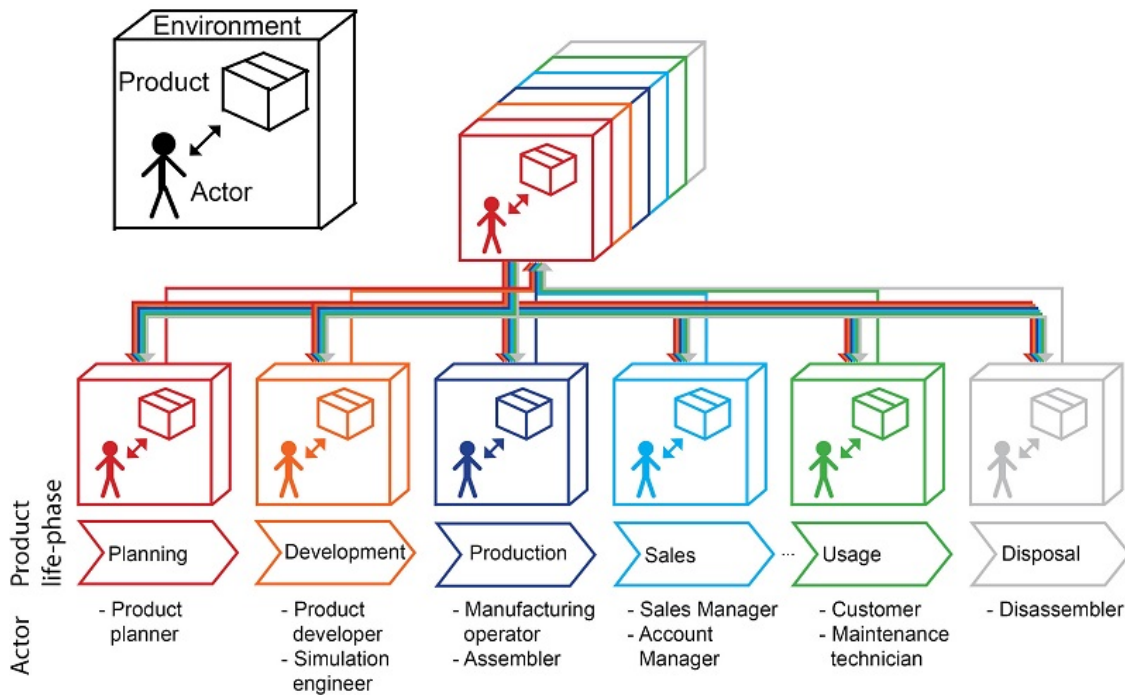 Environment
Product
Actor
Product
life-phase
Planning
Development
Production
Sales
...
Usage
Disposal
Actor
- Product
planner
- Product
developer
- Simulation
engineer
- Manufacturing
operator
- Assembler
- Sales Manager
- Account
Manager
- Customer
- Maintenance
technician
- Disassembler